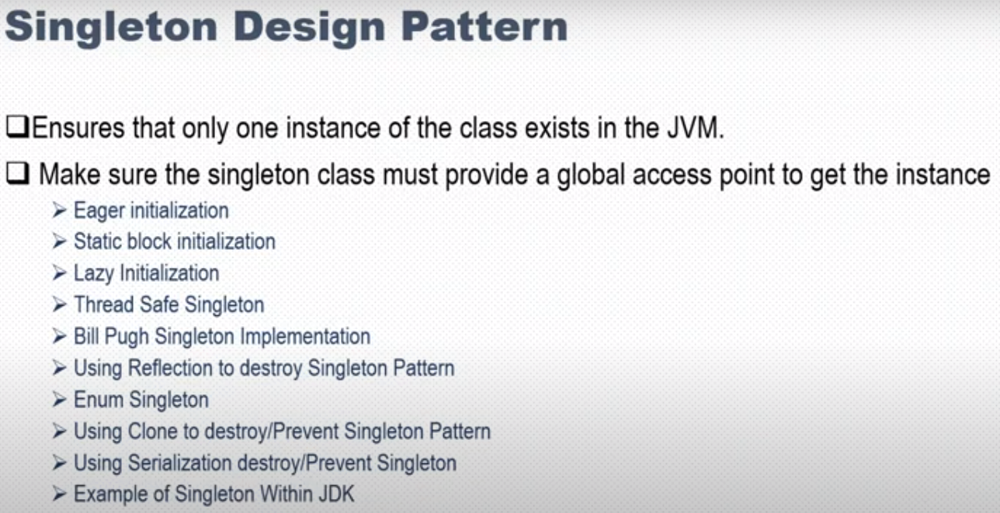 Singleton Design Pattern
Ensures that only one instance of the class exists in the JVM.
Make sure the singleton class must provide a global access point to get the instance
Eager initialization
Static block initialization
Lazy Initialization
Thread Safe Singleton
Bill Pugh Singleton Implementation
Using Reflection to destroy Singleton Pattern
Enum Singleton
Using Clone to destroy/Prevent Singleton Pattern
Using Serialization destroy/Prevent Singleton
Example of Singleton Within JDK